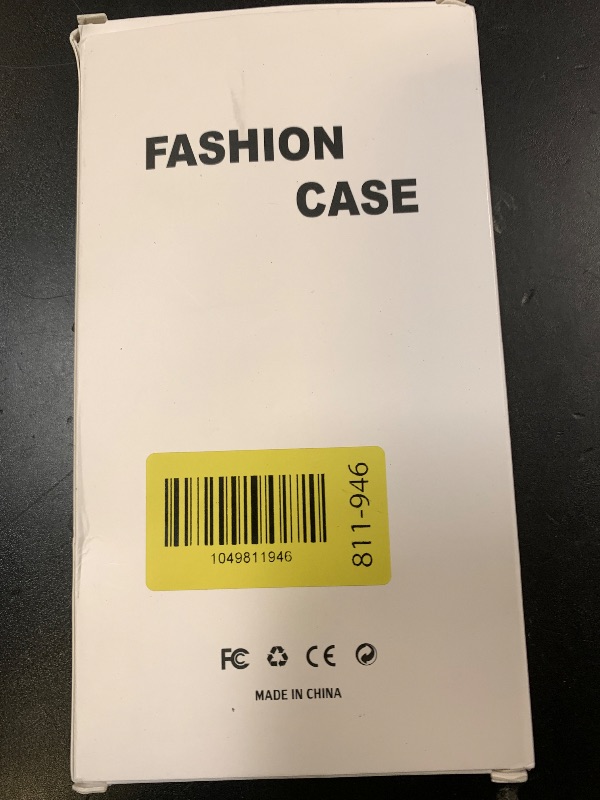 FASHION
CASE
1049811946
811-946
FC CE
MADE IN CHINA